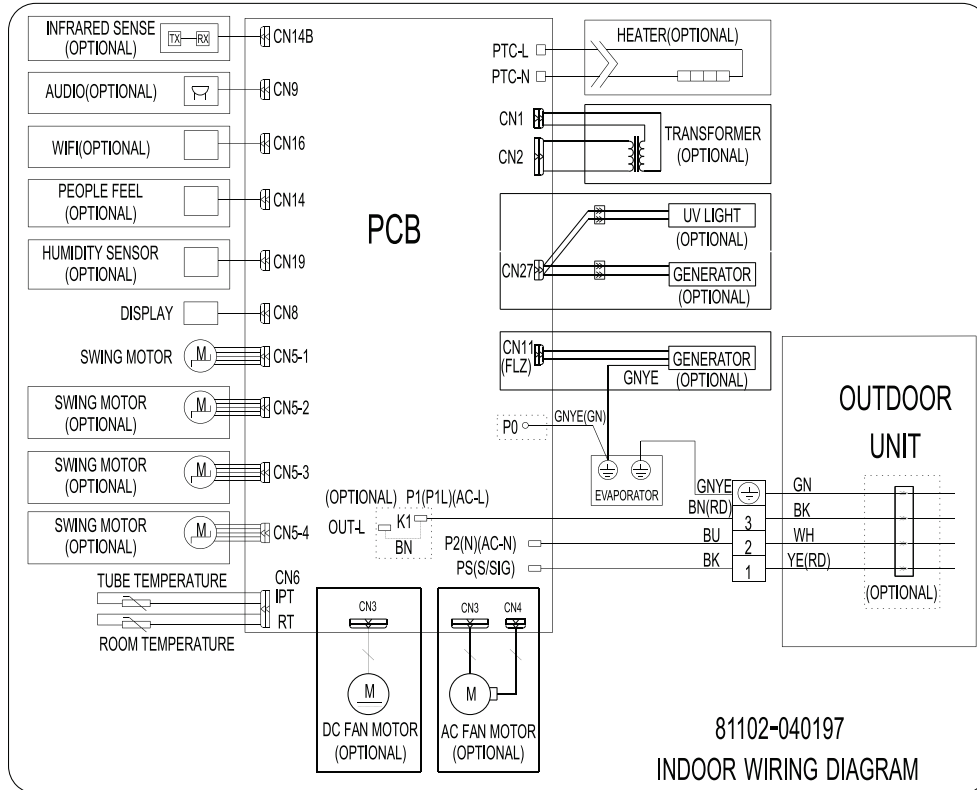 INFRARED SENSE
(OPTIONAL)
TX
RX
CN14B
AUDIO(OPTIONAL)
CN9
WIFI(OPTIONAL)
CN16
PEOPLE FEEL
(OPTIONAL)
CN14
HUMIDITY SENSOR
(OPTIONAL)
CN19
DISPLAY
CN8
SWING MOTOR
M
CN5-1
SWING MOTOR
(OPTIONAL)
M
CN5-2
SWING MOTOR
(OPTIONAL)
M
CN5-3
SWING MOTOR
(OPTIONAL)
M
CN5-4
TUBE TEMPERATURE
CN6
IPT
RT
ROOM TEMPERATURE
PCB
PTC-L
PTC-N
HEATER(OPTIONAL)
CN1
CN2
TRANSFORMER
(OPTIONAL)
CN27
UV LIGHT
(OPTIONAL)
GENERATOR
(OPTIONAL)
CN11
(FLZ)
GENERATOR
(OPTIONAL)
GNYE
P0
GNYE(GN)
EVAPORATOR
(OPTIONAL) P1(P1L)(AC-L)
OUT-L
K1
BN
P2(N)(AC-N)
PS(S/SIG)
GNYE
BN(RD)
BU
BK
3
2
1
GN
BK
WH
YE(RD)
OUTDOOR
UNIT
(OPTIONAL)
CN3
M
DC FAN MOTOR
(OPTIONAL)
CN3
CN4
M
AC FAN MOTOR
(OPTIONAL)
81102-040197
INDOOR WIRING DIAGRAM